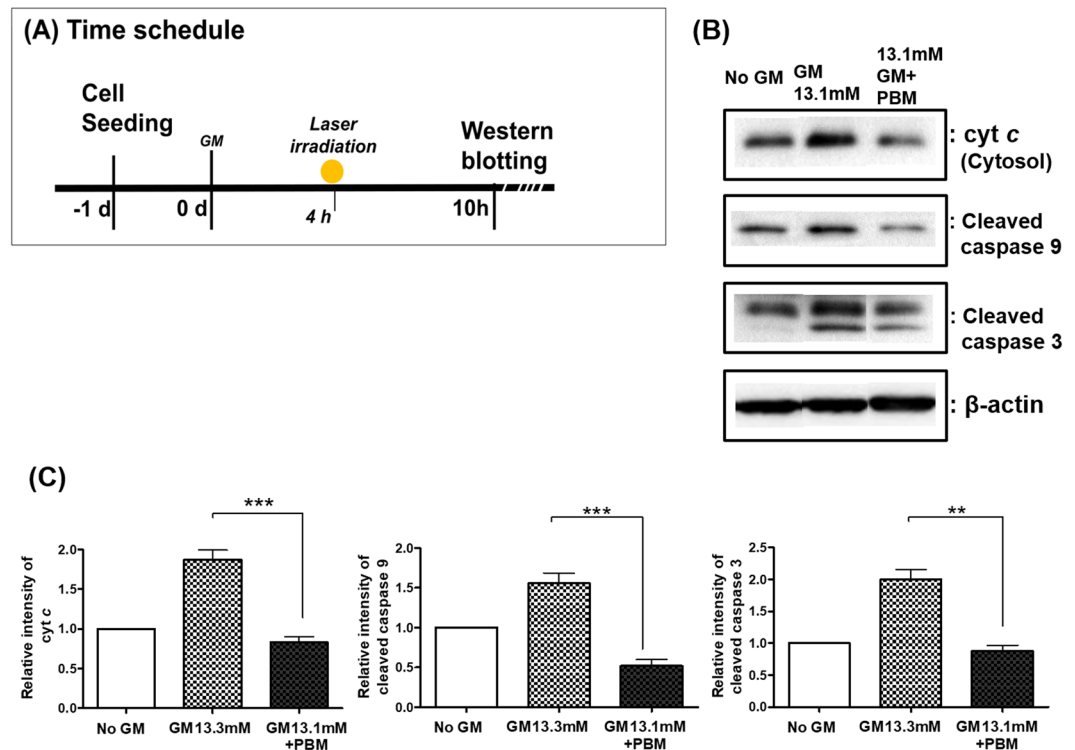 (A) Time schedule
Cell
Seeding
GM
Laser
irradiation
Western
blotting
-1 d
0 d
4 h
10h
(B)
No GM
GM
13.1mM
13.1mM
GM+
PBM
: cyt c
(Cytosol)
: Cleaved
caspase 9
: Cleaved
caspase 3
: β-actin
(C)
Relative intensity of
cyt c
2.0
1.5
1.0
0.5
0.0
***
No GM
GM13.3mM
GM13.1mM
+PBM
Relative intensity of
cleaved caspase 9
2.0
1.5
1.0
0.5
0.0
***
No GM
GM13.3mM
GM13.1mM
+PBM
Relative intensity of
cleaved caspase 3
2.5
2.0
1.5
1.0
0.5
0.0
**
No GM
GM13.3mM
GM13.1mM
+PBM